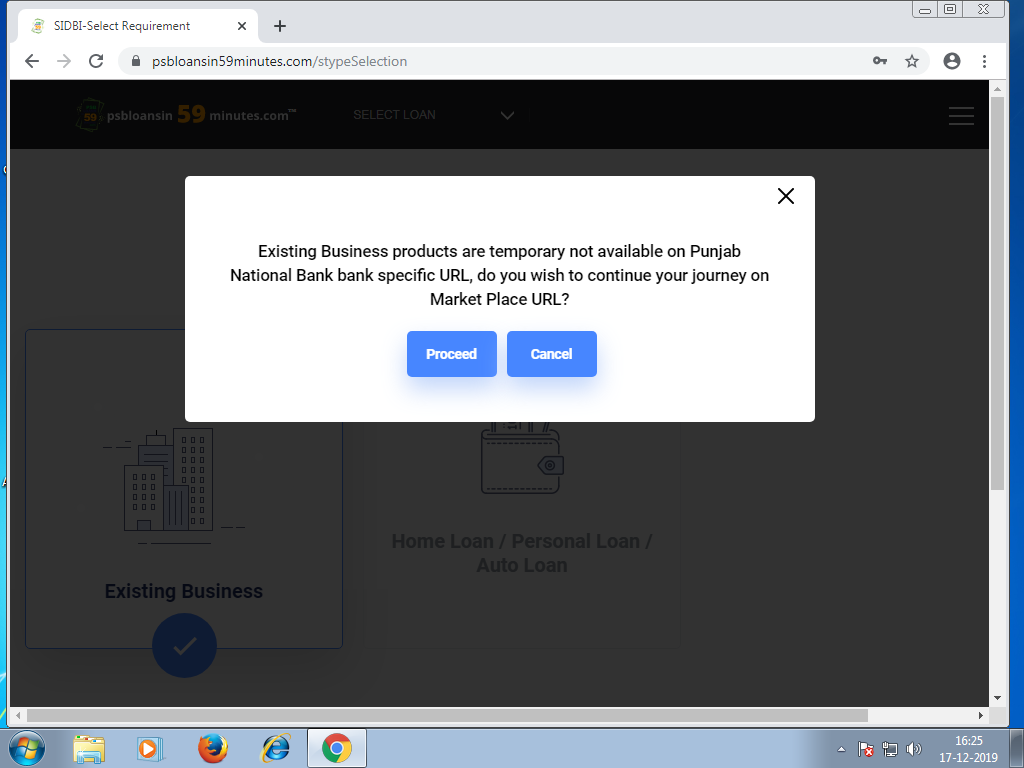 SIDBI-Select Requirement
psbloansin59minutes.com/stypeSelection
59
psbloansin 59 minutes.com™
SELECT LOAN
Existing Business products are temporary not available on Punjab
National Bank bank specific URL, do you wish to continue your journey on
Market Place URL?
Proceed
Cancel
Home Loan / Personal Loan /
Auto Loan
Existing Business
16:25
17-12-2019